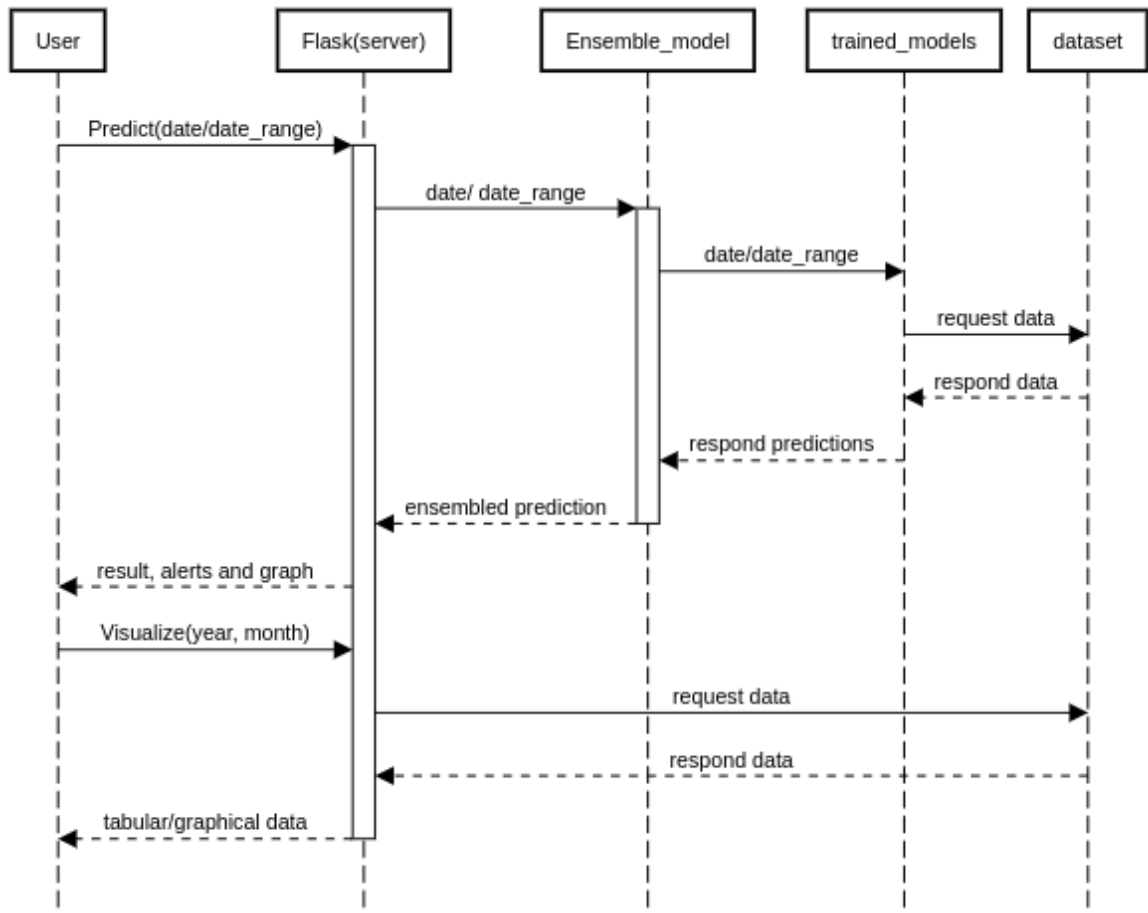 User
Flask(server)
Ensemble_model
trained_models
dataset
Predict(date/date_range)
date/ date_range
date/date_range
request data
respond data
respond predictions
ensembled prediction
result, alerts and graph
Visualize(year, month)
request data
respond data
tabular/graphical data